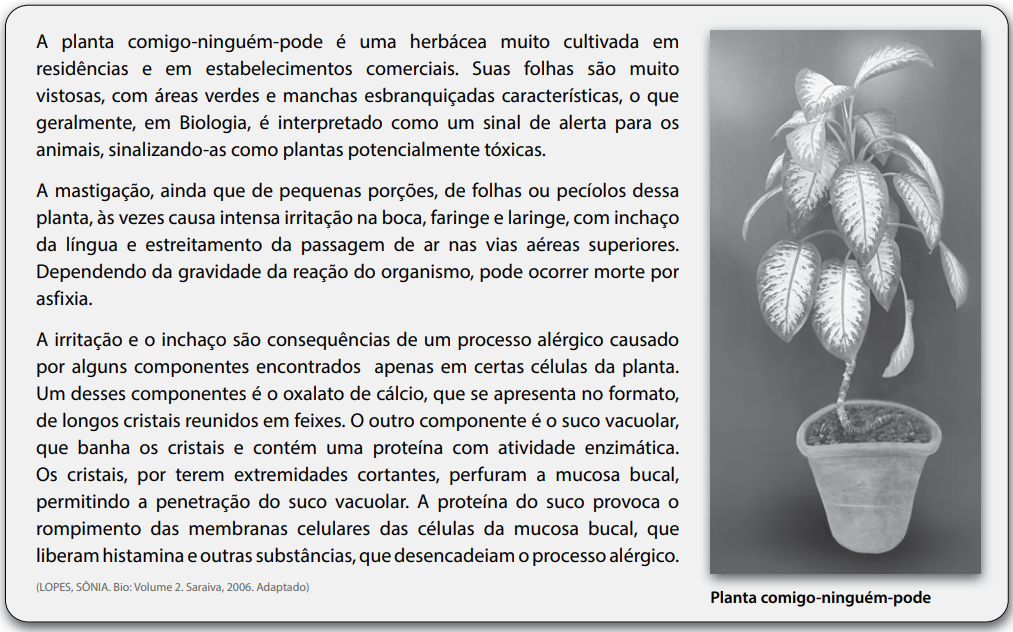 A planta comigo-ninguém-pode é uma herbácea muito cultivada em
residências e em estabelecimentos comerciais. Suas folhas são muito
vistosas, com áreas verdes e manchas esbranquiçadas características, o que
geralmente, em Biologia, é interpretado como um sinal de alerta para os
animais, sinalizando-as como plantas potencialmente tóxicas.
A mastigação, ainda que de pequenas porções, de folhas ou pecíolos dessa
planta, às vezes causa intensa irritação na boca, faringe e laringe, com inchaço
da língua e estreitamento da passagem de ar nas vias aéreas superiores.
Dependendo da gravidade da reação do organismo, pode ocorrer morte por
asfixia.
A irritação e o inchaço são consequências de um processo alérgico causado
por alguns componentes encontrados apenas em certas células da planta.
Um desses componentes é o oxalato de cálcio, que se apresenta no formato,
de longos cristais reunidos em feixes. O outro componente é o suco vacuolar,
que banha os cristais e contém uma proteína com atividade enzimática.
Os cristais, por terem extremidades cortantes, perfuram a mucosa bucal,
permitindo a penetração do suco vacuolar. A proteína do suco provoca o
rompimento das membranas celulares das células da mucosa bucal, que
liberam histamina e outras substâncias, que desencadeiam o processo alérgico.
(LOPES, SÔNIA. Bio: Volume 2. Saraiva, 2006. Adaptado)
Planta comigo-ninguém-pode